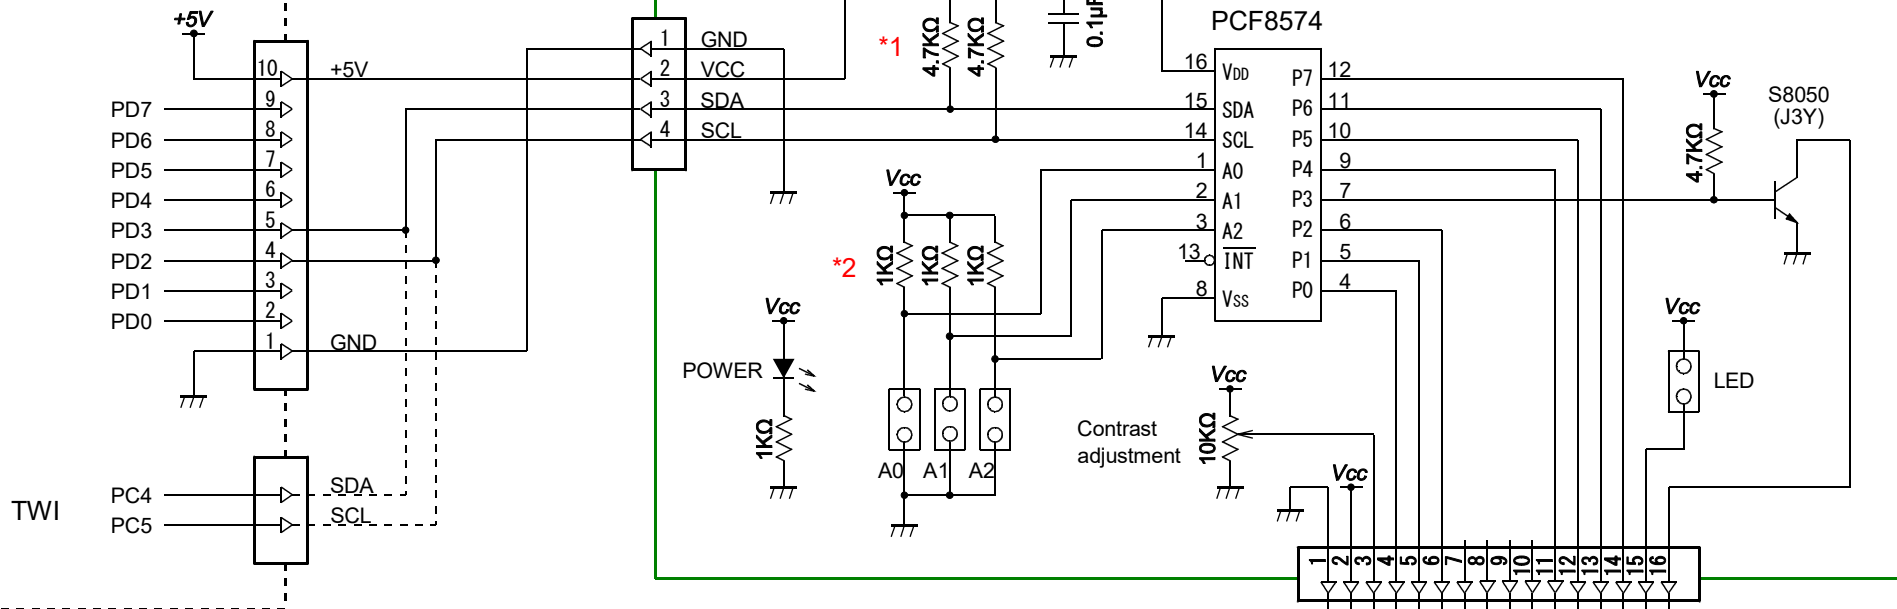 +5V
10
+5V
PD7
9
PD6
8
PD5
7
PD4
6
PD3
5
PD2
4
PD1
3
PD0
2
1
GND
TWI
PC4
SDA
PC5
SCL
1
GND
2
VCC
3
SDA
4
SCL
*1
4.7KΩ
4.7KΩ
0.1μF
Vcc
*2
1KΩ
1KΩ
1KΩ
A0
A1
A2
Vcc
POWER
1KΩ
PCF8574
16
VDD
P7
12
15
SDA
P6
11
14
SCL
P5
10
1
A0
P4
9
2
A1
P3
7
3
A2
P2
6
13
INT
P1
5
8
VSS
P0
4
Vcc
4.7KΩ
S8050
(J3Y)
Vcc
LED
Vcc
Contrast
adjustment
10KΩ
Vcc
1
2
3
4
5
6
7
8
9
10
11
12
13
14
15
16